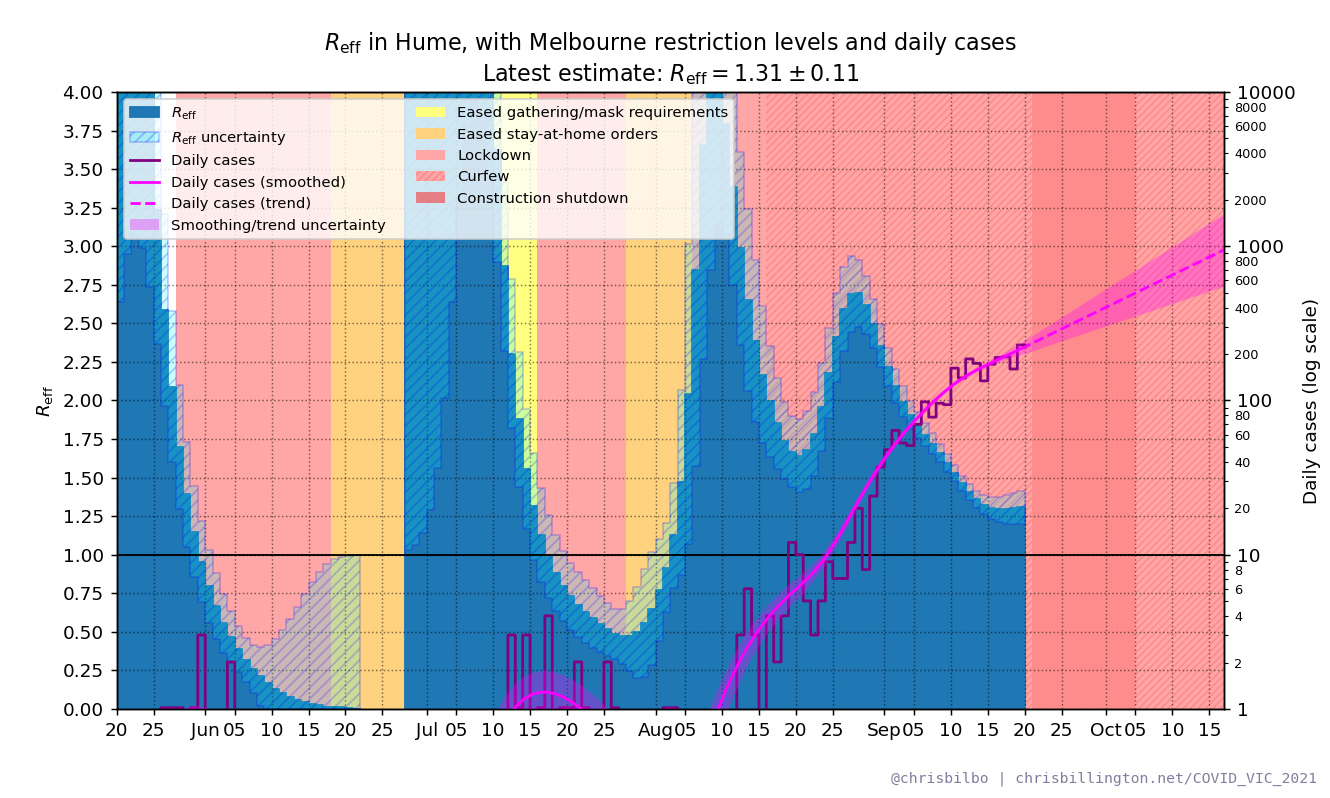 Reff in Hume, with Melbourne restriction levels and daily cases
Latest estimate: Reff = 1.31 ± 0.11
Reff
Reff uncertainty
Daily cases
Daily cases (smoothed)
Daily cases (trend)
Smoothing/trend uncertainty
Eased gathering/mask requirements
Eased stay-at-home orders
Lockdown
Curfew
Construction shutdown
Reff
4.00
3.75
3.50
3.25
3.00
2.75
2.50
2.25
2.00
1.75
1.50
1.25
1.00
0.75
0.50
0.25
0.00
10000
8000
6000
4000
2000
1000
800
600
400
200
100
80
60
40
20
10
8
6
4
2
1
Daily cases (log scale)
20 25 Jun 05 10 15 20 25 Jul 05 10 15 20 25 Aug 05 10 15 20 25 Sep 05 10 15 20 25 Oct 05 10 15
@chrisbilbo | chrisbillington.net/COVID_VIC_2021